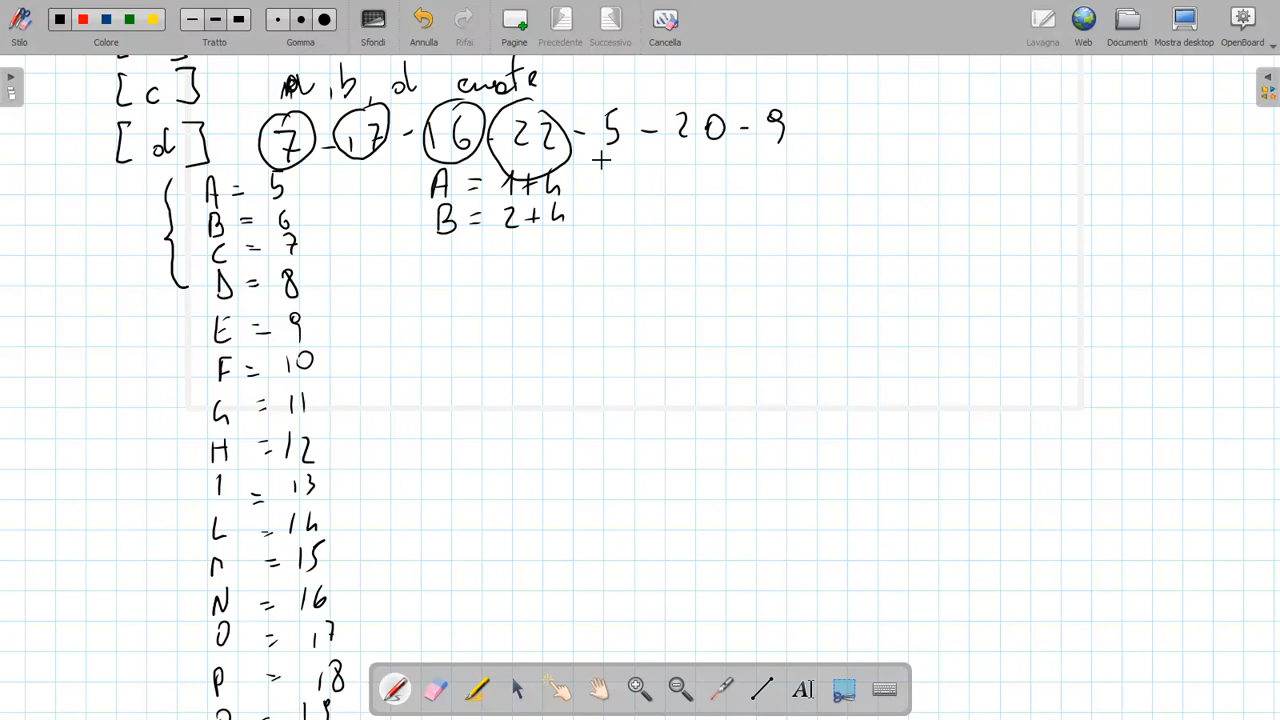 Stilo Colore Tratto Gomma Sfondi Annulla Rifai Pagine Precedente Successivo Cancella Lavagna Web Documenti Mostra desktop OpenBoard
[c] , b, d errate
[d] 7 - 17 - 16 - 22 - 5 - 20 - 9
A = 5 A = 1+4
B = 6 B = 2+4
C = 7
D = 8
E = 9
F = 10
G = 11
H = 12
I = 13
L = 14
M = 15
N = 16
O = 17
P = 18